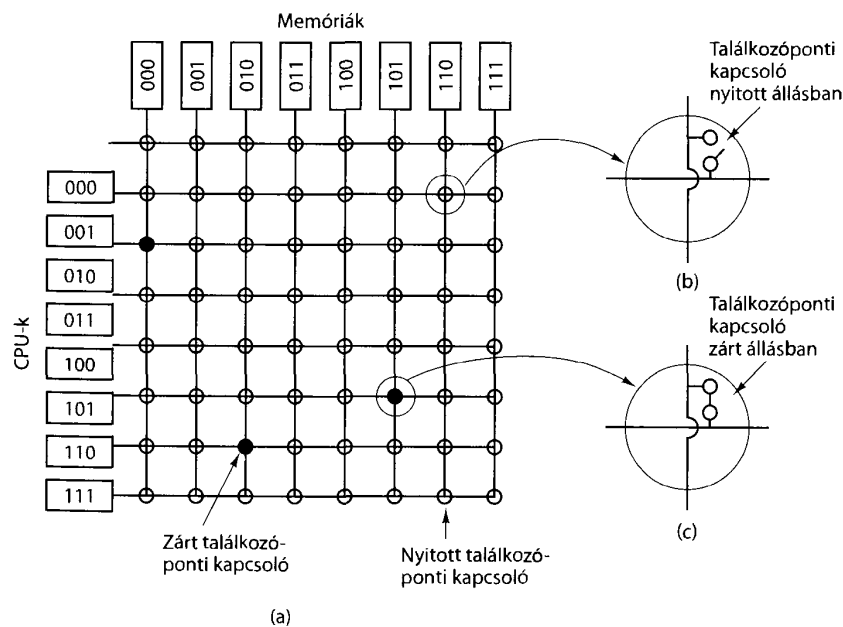 Memóriák
000
001
010
011
100
101
110
111
CPU-k
000
001
010
011
100
101
110
111
Zárt találkozó-
ponti kapcsoló
Nyitott találkozó-
ponti kapcsoló
(a)
Találkozóponti
kapcsoló
nyitott állásban
(b)
Találkozóponti
kapcsoló
zárt állásban
(c)